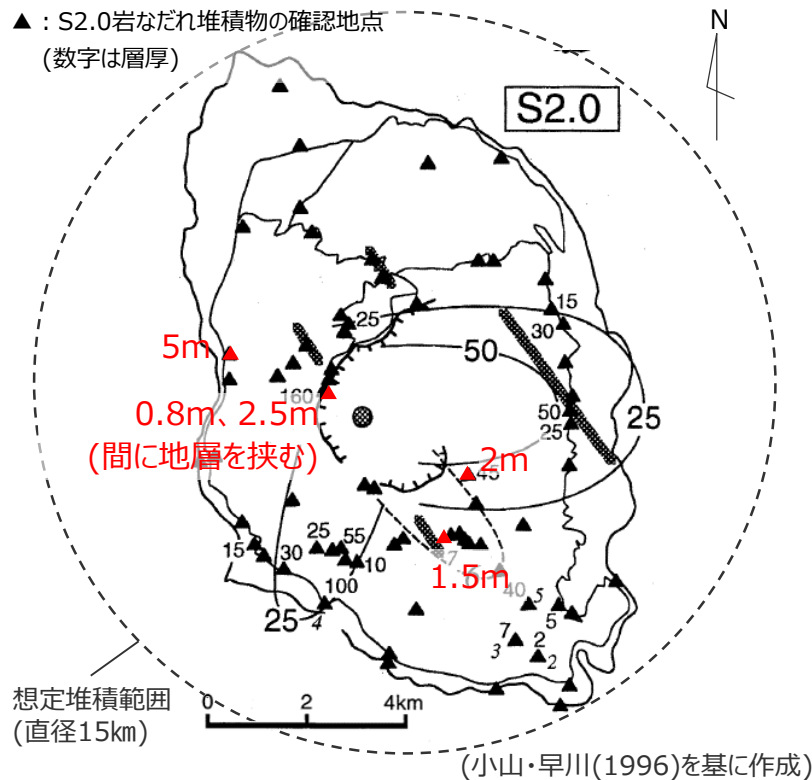 ▲：S2.0岩なだれ堆積物の確認地点
(数字は層厚)
N
S2.0
15
25
30
5m
50
160
0.8m、2.5m
(間に地層を挟む)
50
25
25
2m
45
25
55
15
30
10
7
1.5m
40
100
25
4
5
5
7
3
2
2
想定堆積範囲
(直径15㎞)
0 2 4km
(小山・早川(1996)を基に作成)